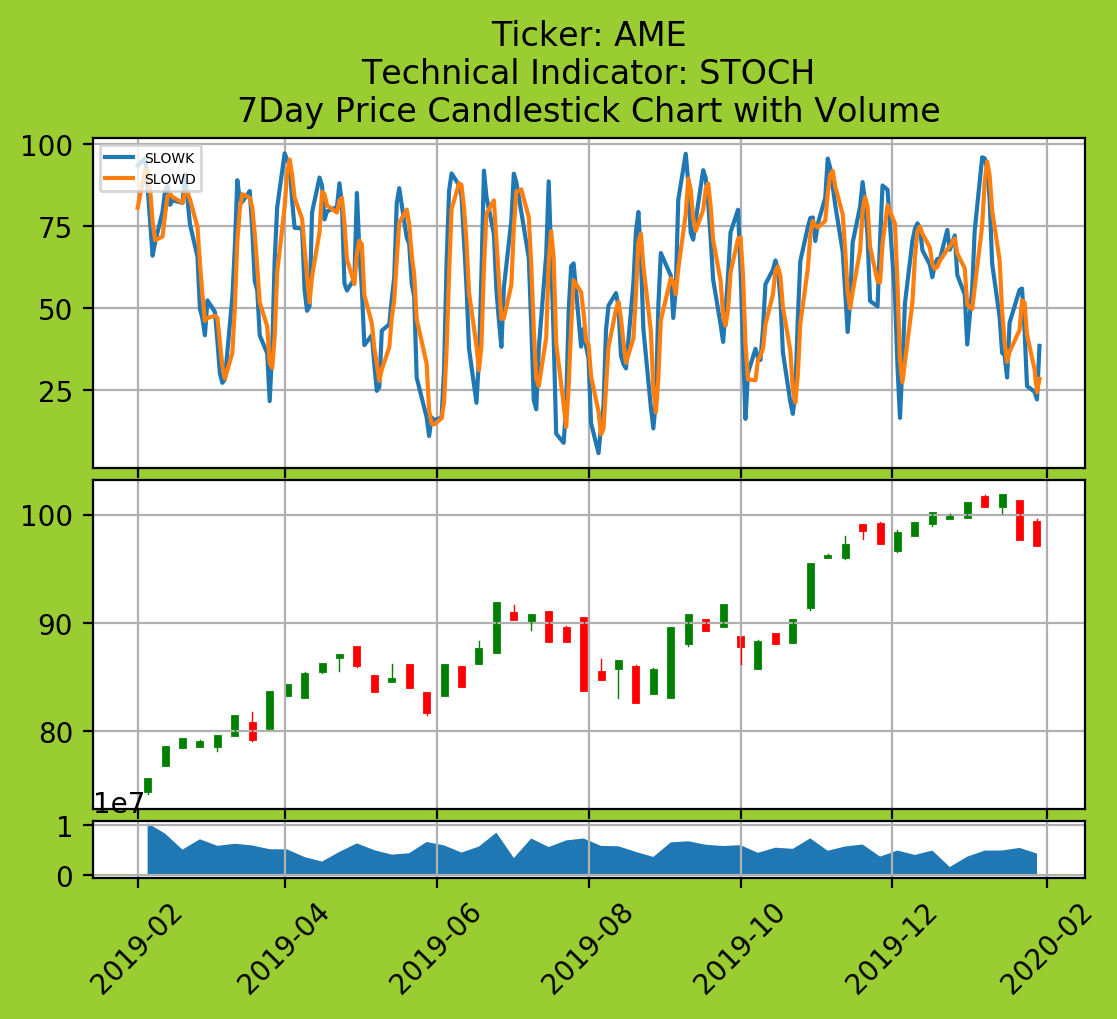 Ticker: AME
Technical Indicator: STOCH
7Day Price Candlestick Chart with Volume
100
75
50
25
SLOWK
SLOWD
100
90
80
1e7
1
0
2019-02
2019-04
2019-06
2019-08
2019-10
2019-12
2020-02